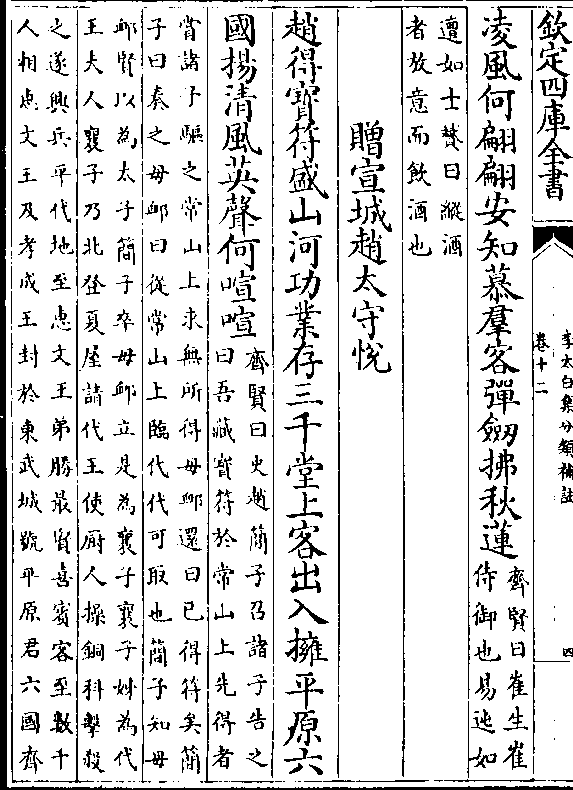 欽定四庫全書
李太白集分類補註
卷十二
四
凌風何翩翩安知慕羣客彈劔拂秋蓮
齊賢曰崔生崔
侍御也易迍如
邅如士贇曰縱酒
者放意而飲酒也
贈宣城趙太守悅
趙得寶符盛山河功業存三千堂上客出入擁平原六
國揚清風英聲何喧喧
齊賢曰史趙簡子召諸子告之
曰吾藏寳符於常山上先得者
賞諸子驅之常山上求無所得毋䘏還曰已得符矣簡
子曰奏之毋䘏曰從常山上臨代代可取也簡子知毋
䘏賢以為太子簡子卒毋䘏立是為襄子襄子姊為代
王夫人襄子乃北登夏屋請代王使厨人操銅枓擊殺
之遂興兵平代地至惠文王弟勝最賢喜賓客至數千
人相惠文王及孝成王封於東武城號平原君六國齊